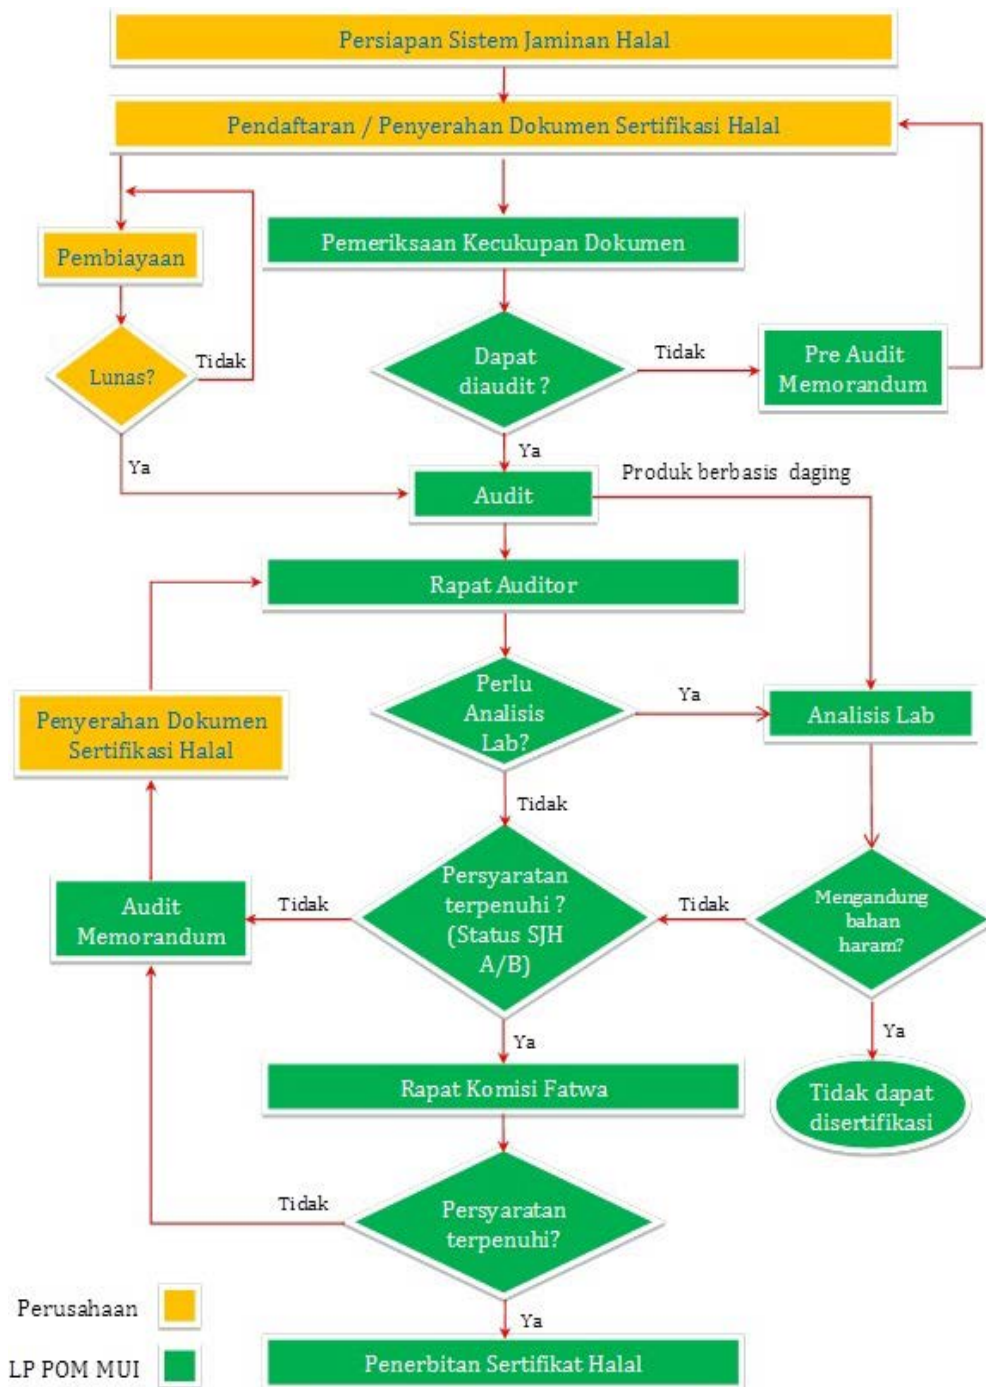 Persiapan Sistem Jaminan Halal
Pendaftaran / Penyerahan Dokumen Sertifikasi Halal
Pemeriksaan Kecukupan Dokumen
Pembiayaan
Lunas?
Tidak
Dapat
diaudit ?
Tidak
Pre Audit
Memorandum
Ya
Ya
Produk berbasis daging
Audit
Rapat Auditor
Perlu
Analisis
Lab?
Ya
Analisis Lab
Penyerahan Dokumen
Sertifikasi Halal
Tidak
Persyaratan
terpenuhi ?
(Status SJH
A/B)
Tidak
Mengandung
bahan
haram?
Tidak
Audit
Memorandum
Ya
Ya
Rapat Komisi Fatwa
Tidak dapat
disertifikasi
Tidak
Persyaratan
terpenuhi?
Perusahaan
Ya
LP POM MUI
Penerbitan Sertifikat Halal